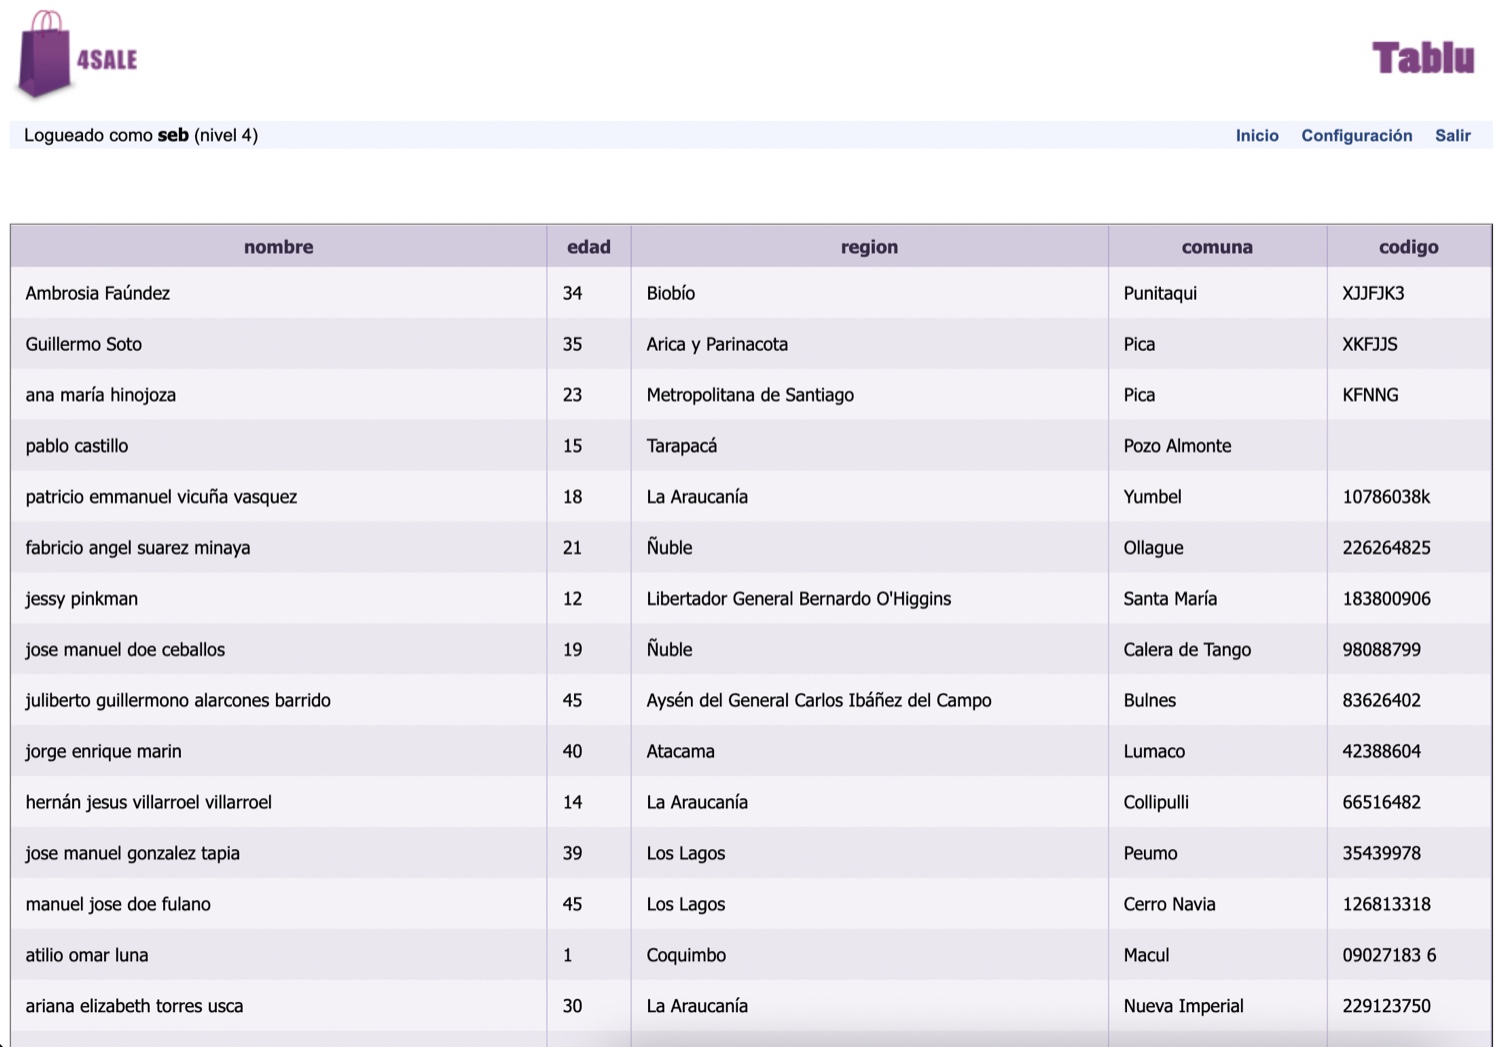 4SALE
Tablu
Logueado como seb (nivel 4) Inicio Configuración Salir
nombre edad region comuna codigo
Ambrosia Faúndez 34 Biobío Punitaqui XJJFJK3
Guillermo Soto 35 Arica y Parinacota Pica XKFJJS
ana maría hinojoza 23 Metropolitana de Santiago Pica KFNNG
pablo castillo 15 Tarapacá Pozo Almonte
patricio emmanuel vicuña vasquez 18 La Araucanía Yumbel 10786038k
fabricio angel suarez minaya 21 Ñuble Ollague 226264825
jessy pinkman 12 Libertador General Bernardo O'Higgins Santa María 183800906
jose manuel doe ceballos 19 Ñuble Calera de Tango 98088799
juliberto guillermono alarcones barrido 45 Aysén del General Carlos Ibáñez del Campo Bulnes 83626402
jorge enrique marin 40 Atacama Lumaco 42388604
hernán jesus villarroel villarroel 14 La Araucanía Collipulli 66516482
jose manuel gonzalez tapia 39 Los Lagos Peumo 35439978
manuel jose doe fulano 45 Los Lagos Cerro Navia 126813318
atilio omar luna 1 Coquimbo Macul 09027183 6
ariana elizabeth torres usca 30 La Araucanía Nueva Imperial 229123750